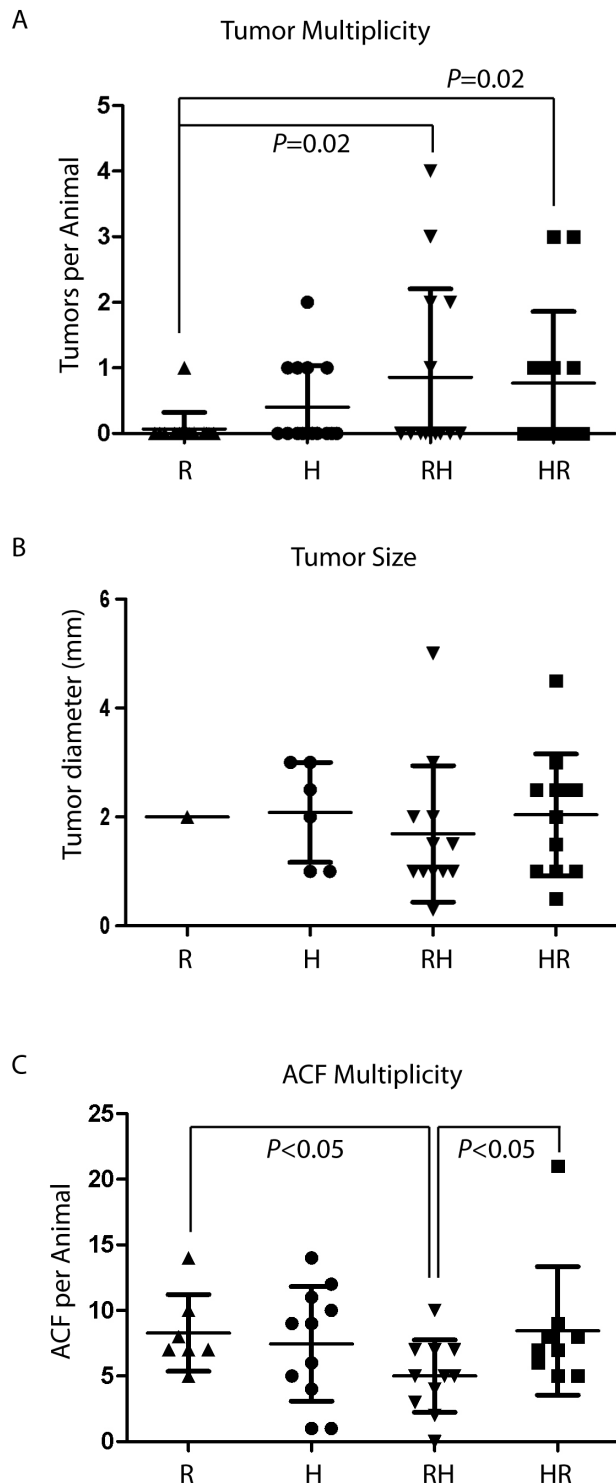 A
Tumor Multiplicity
P=0.02
P=0.02
Tumors per Animal
5
4
3
2
1
0
R H RH HR
B
Tumor Size
Tumor diameter (mm)
6
4
2
0
R H RH HR
C
ACF Multiplicity
P<0.05 P<0.05
ACF per Animal
25
20
15
10
5
0
R H RH HR